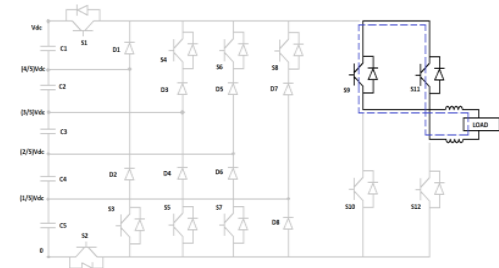 Vdc
S1
C1
D1
S4
S6
S8
(4/5)Vdc
C2
D3
D5
D7
S9
S11
(3/5)Vdc
C3
LOAD
(2/5)Vdc
C4
D2
D4
D6
(1/5)Vdc
S3
S5
S7
D8
S10
S12
C5
S2
0